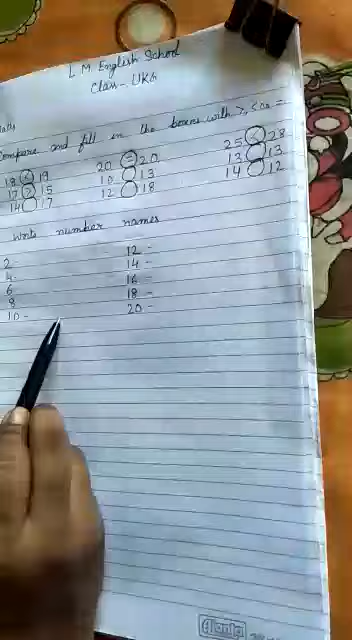 L.M. English School
Class-. UKG
Compare and fill in the boxes with >, < or =
18 < 19 20 = 20 25 < 28
17 > 15 10 13 13 13
14 17 12 18 14 12
Write number names
2- 12 -
4- 14 -
6- 16 -
8 18 -
10- 20 -